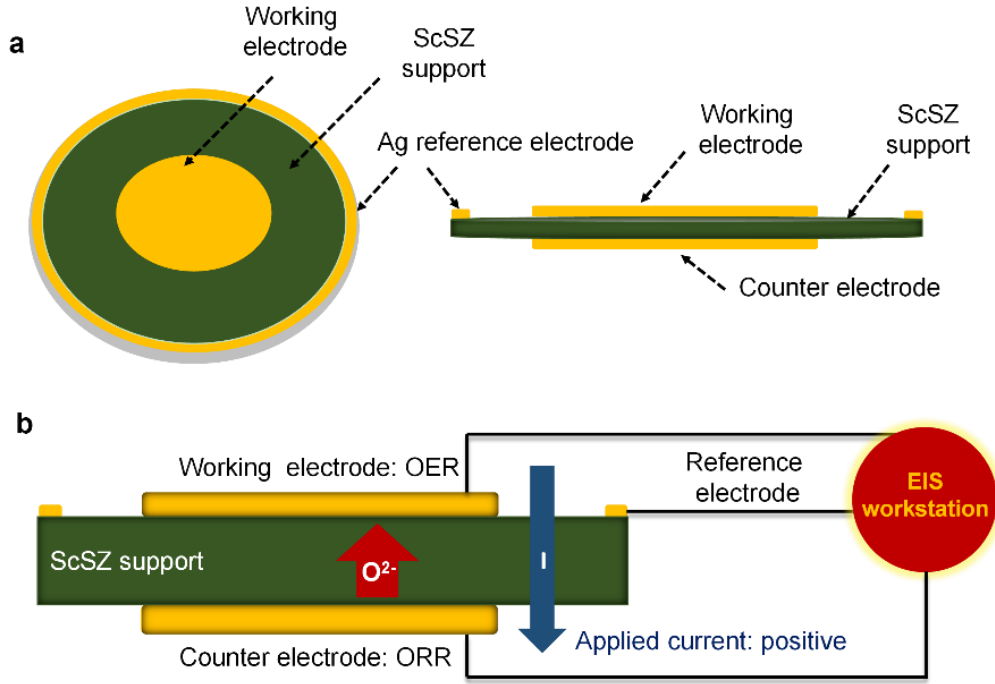 a
Working
electrode
ScSZ
support
Ag reference electrode
Working
electrode
ScSZ
support
Counter electrode
b
Working electrode: OER
Reference
electrode
EIS
workstation
ScSZ support
O²⁻
I
Applied current: positive
Counter electrode: ORR